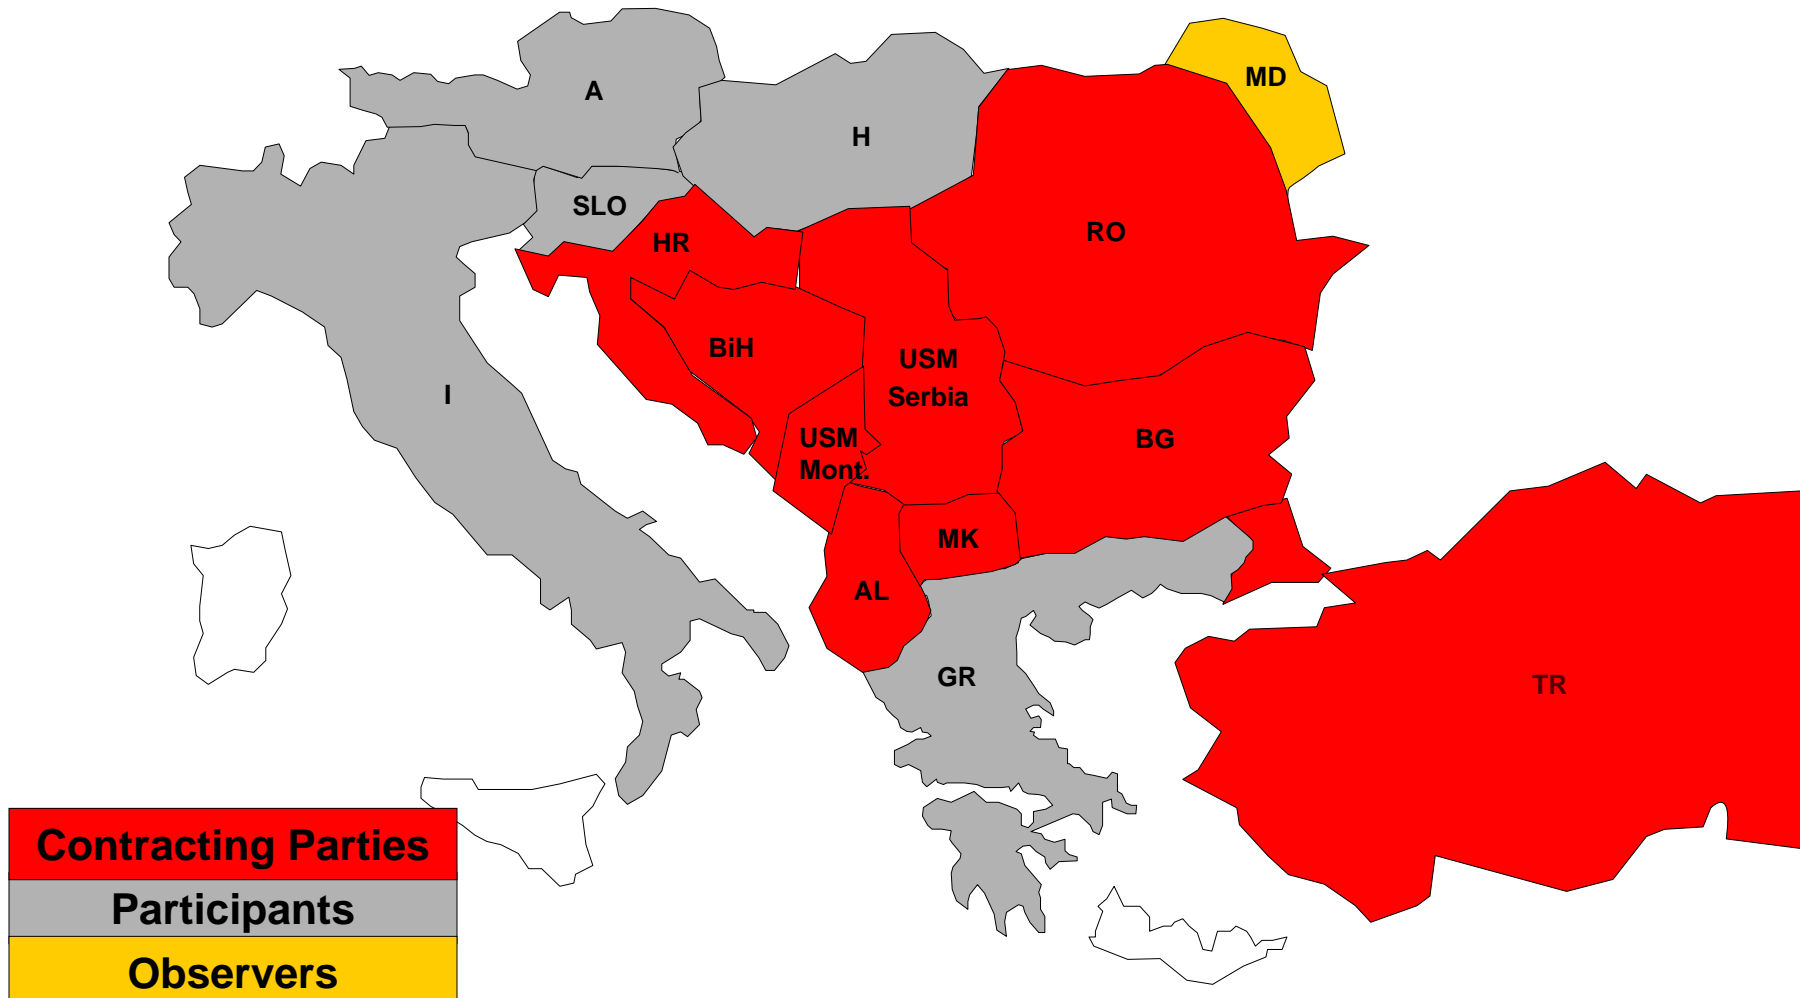 MD
A
H
SLO
RO
HR
BiH
USM
Serbia
I
USM
Mont.
BG
MK
AL
GR
TR
Contracting Parties
Participants
Observers